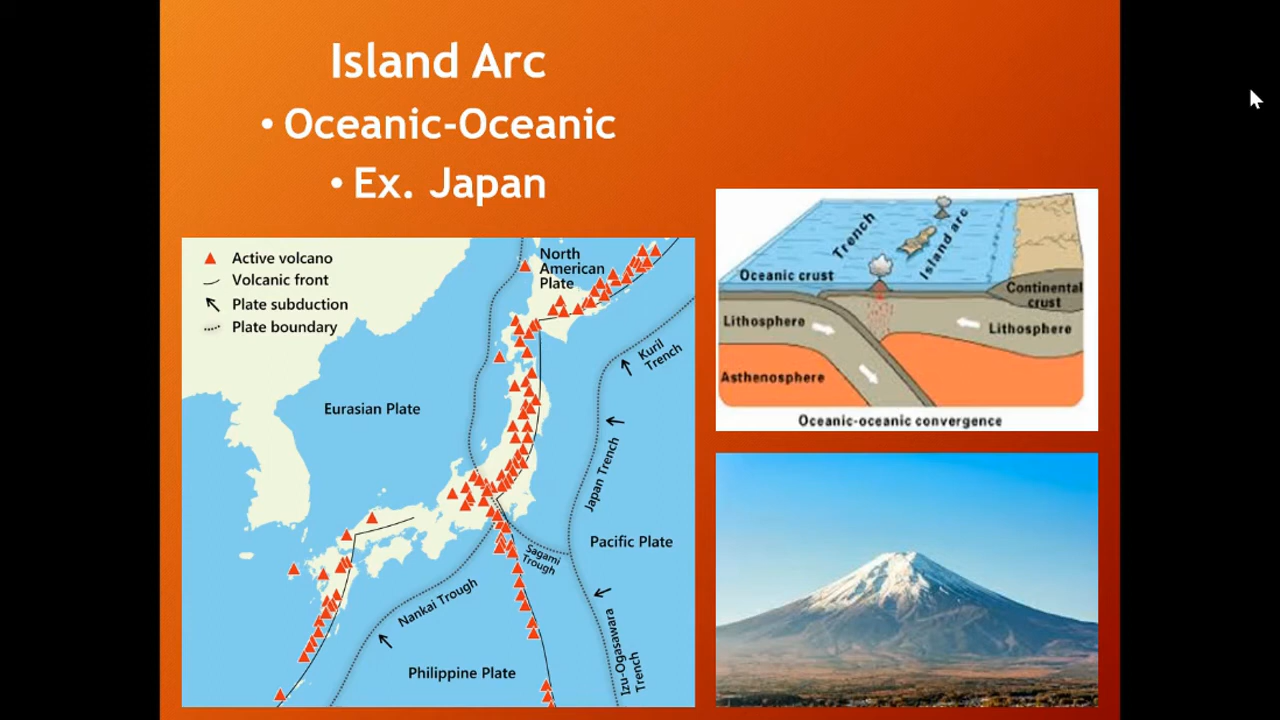 Island Arc
• Oceanic-Oceanic
• Ex. Japan
Active volcano
Volcanic front
Plate subduction
Plate boundary
North
American
Plate
Kuril
Trench
Eurasian Plate
Japan Trench
Pacific Plate
Sagami
Trough
Nankai Trough
Izu-Ogasawara
Trench
Philippine Plate
Trench
Island arc
Oceanic crust
Continental
crust
Lithosphere
Lithosphere
Asthenosphere
Oceanic-oceanic convergence